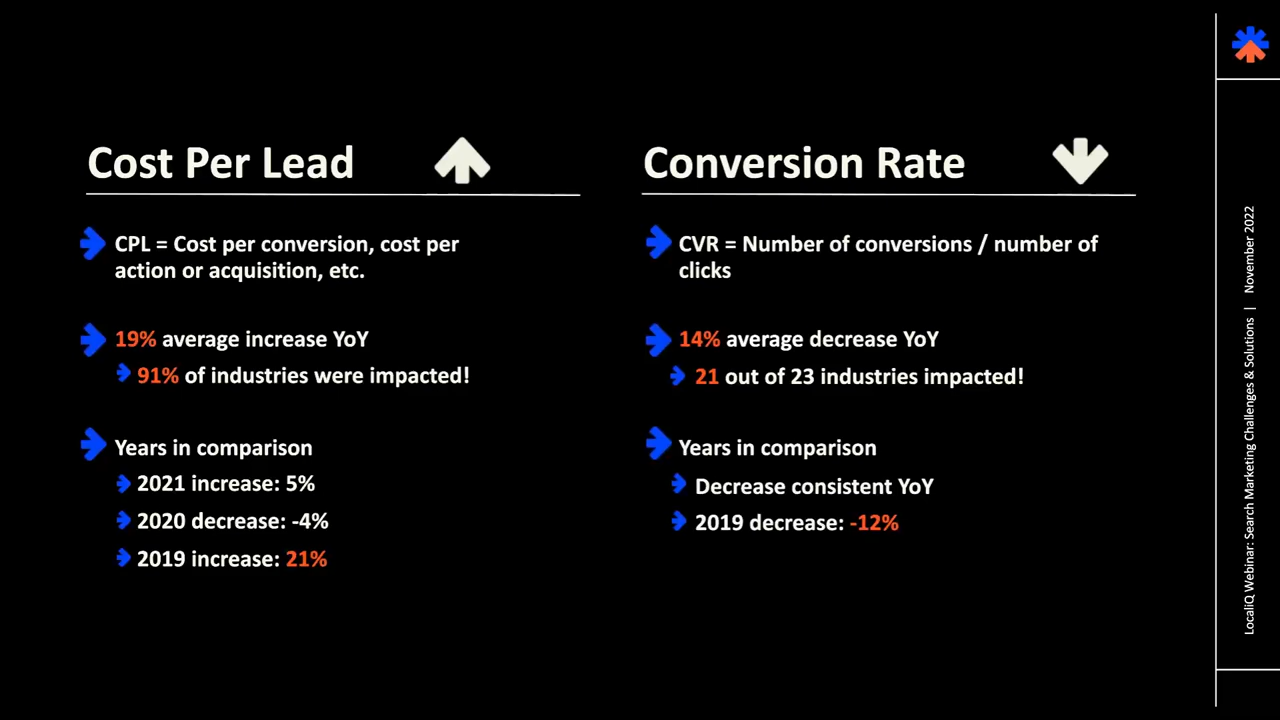 Cost Per Lead
CPL = Cost per conversion, cost per
action or acquisition, etc.
19% average increase YoY
91% of industries were impacted!
Years in comparison
2021 increase: 5%
2020 decrease: -4%
2019 increase: 21%
Conversion Rate
CVR = Number of conversions / number of
clicks
14% average decrease YoY
21 out of 23 industries impacted!
Years in comparison
Decrease consistent YoY
2019 decrease: -12%
LocaliQ Webinar: Search Marketing Challenges & Solutions | November 2022